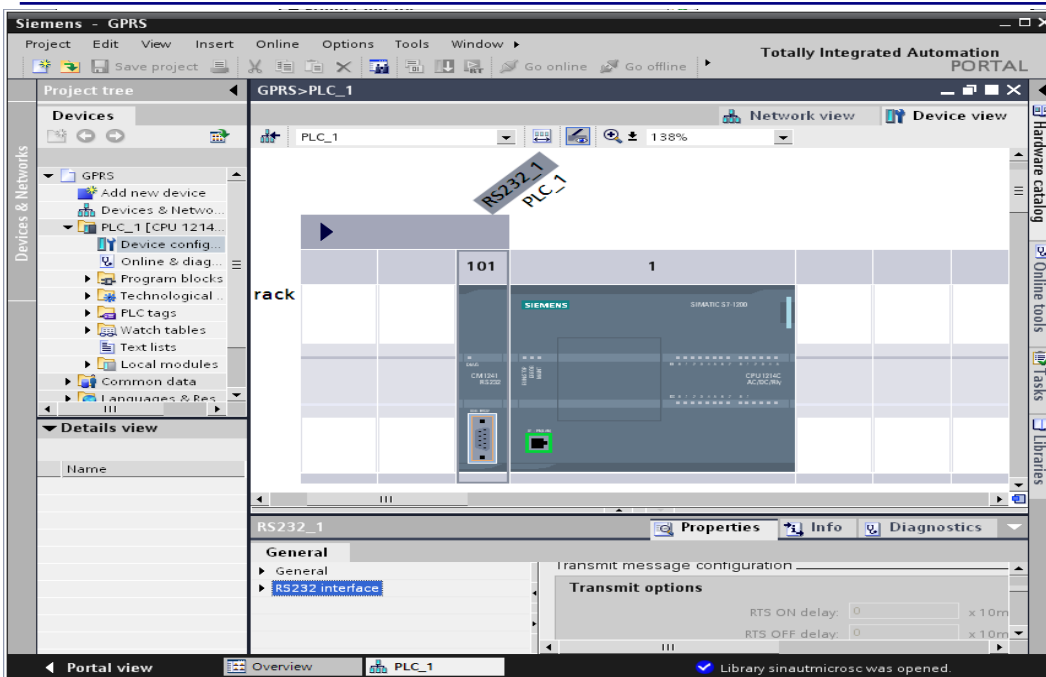 Siemens - GPRS
Project Edit View Insert Online Options Tools Window
Totally Integrated Automation
PORTAL
Save project Go online Go offline
Project tree
GPRS>PLC_1
Devices
Network view Device view
PLC_1 138%
Devices & Networks
GPRS
Add new device
Devices & Netwo...
PLC_1 [CPU 1214...
Device config...
Online & diag...
Program blocks
Technological ..
PLC tags
Watch tables
Text lists
Local modules
Common data
Languages & Res
RS232_1
PLC_1
101 1
rack
SIEMENS SIMATIC S7-1200
CM 1241
RS232
CPU 1214C
AC/DC/Rly
Hardware catalog
Online tools
Tasks
Libraries
Details view
Name
RS232_1
Properties Info Diagnostics
General
General
RS232 interface
Transmit message configuration
Transmit options
RTS ON delay: 0 x 10m
RTS OFF delay: 0 x 10m
Portal view Overview PLC_1 Library sinautmicrosc was opened.